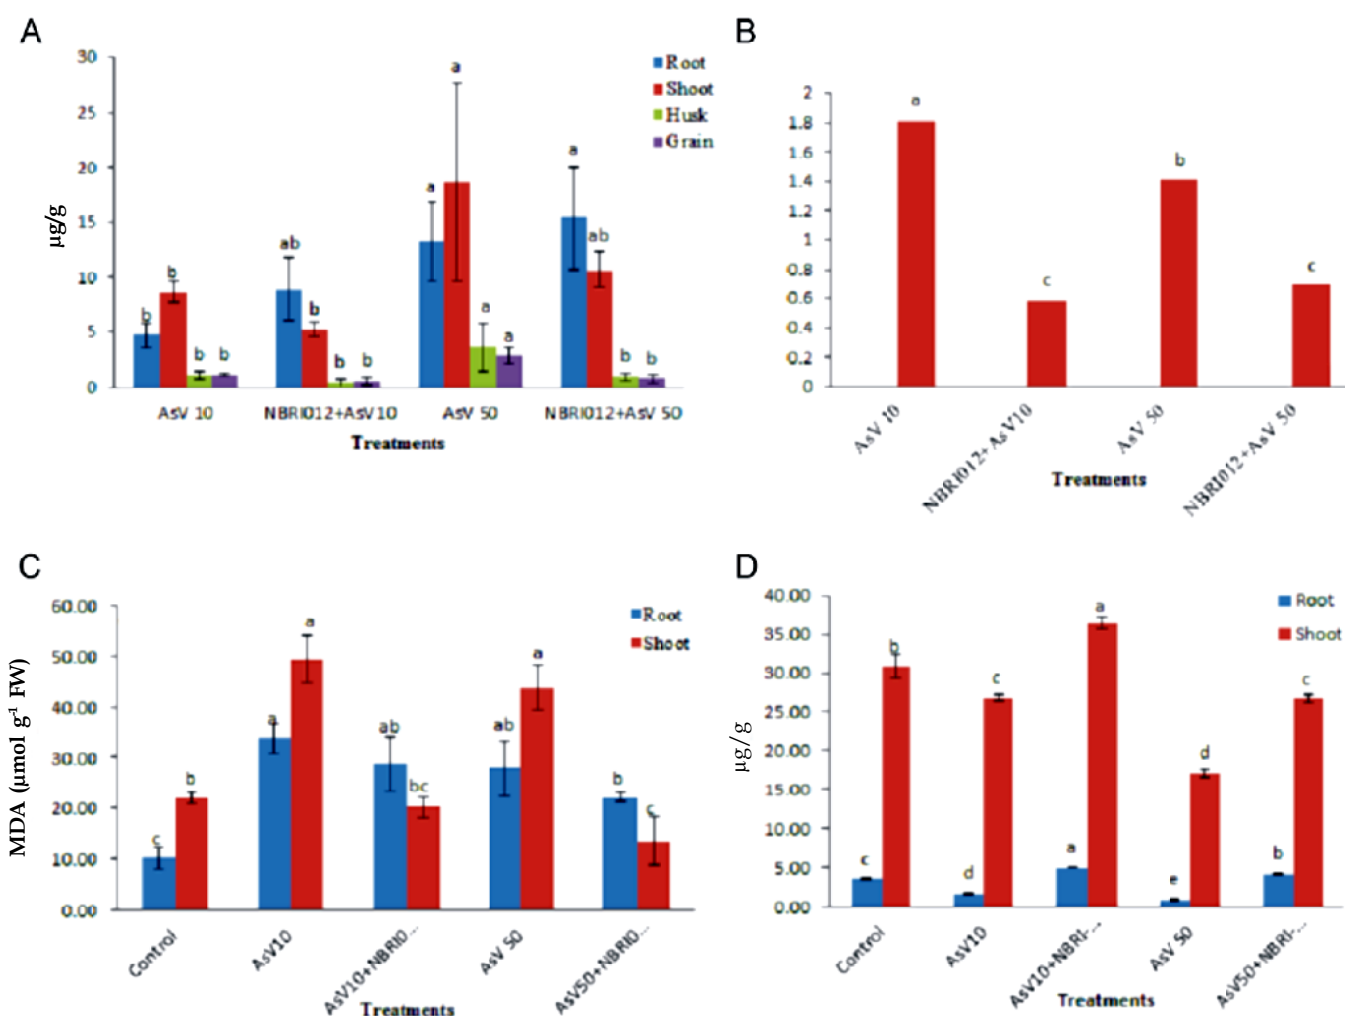 A
30
25
20
15
10
5
0
µg/g
Root
Shoot
Husk
Grain
b
b
b
b
ab
b
b
b
a
a
a
a
a
ab
b
b
AsV 10
NBRI012+AsV10
AsV 50
NBRI012+AsV 50
Treatments
B
2
1.8
1.6
1.4
1.2
1
0.8
0.6
0.4
0.2
0
a
c
b
c
AsV 10
NBRI012+AsV10
AsV 50
NBRI012+AsV 50
Treatments
C
60.00
50.00
40.00
30.00
20.00
10.00
0.00
MDA (µmol g-1 FW)
Root
Shoot
c
b
a
a
ab
bc
ab
a
b
c
Control
AsV10
AsV10+NBRI0...
AsV 50
AsV50+NBRI0...
Treatments
D
40.00
35.00
30.00
25.00
20.00
15.00
10.00
5.00
0.00
µg/g
Root
Shoot
c
b
d
c
a
a
e
d
b
c
Control
AsV10
AsV10+NBRI-...
AsV 50
AsV50+NBRI-...
Treatments